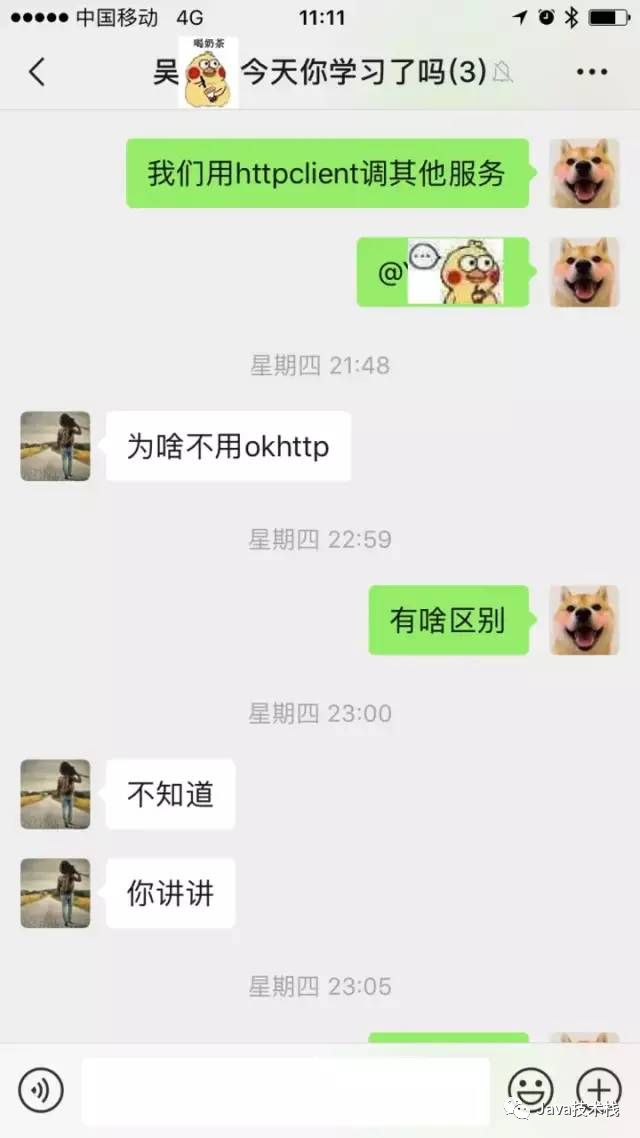 中国移动 4G 11:11
喝奶茶
吴 今天你学习了吗(3)
我们用httpclient调其他服务
@
星期四 21:48
为啥不用okhttp
星期四 22:59
有啥区别
星期四 23:00
不知道
你讲讲
星期四 23:05
Java技术栈